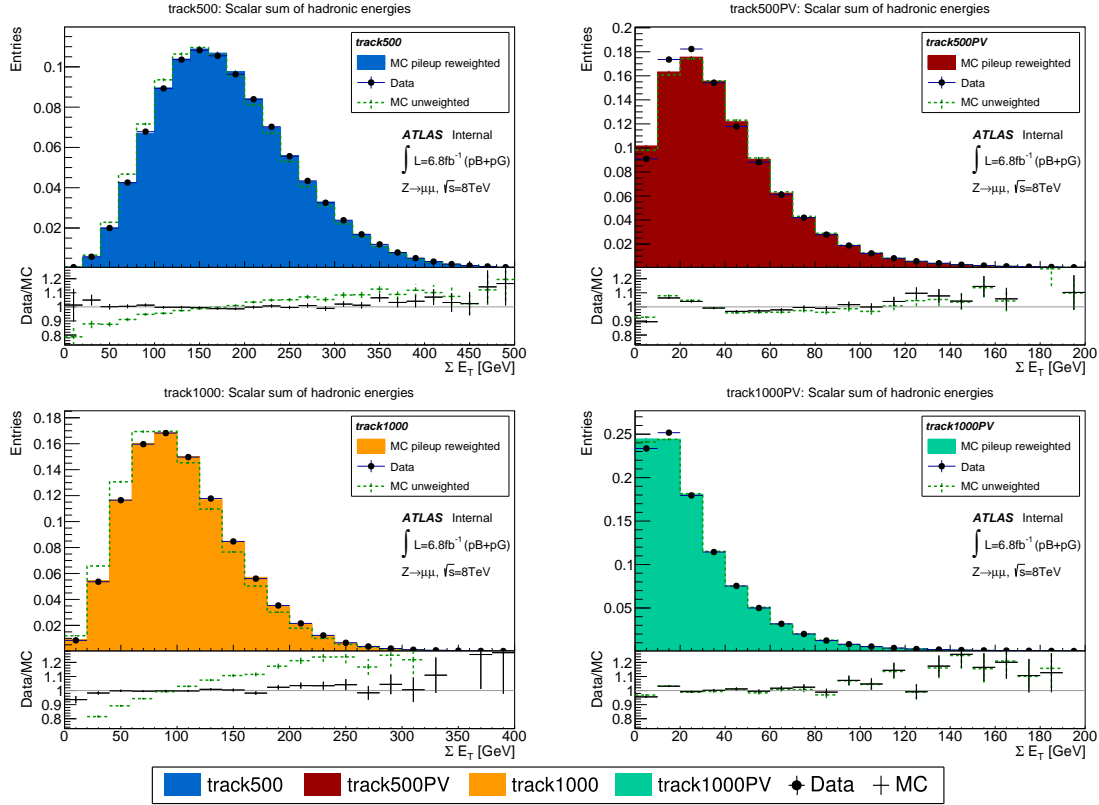 track500: Scalar sum of hadronic energies
Entries
0.1
0.08
0.06
0.04
0.02
track500
MC pileup reweighted
Data
MC unweighted
ATLAS Internal
∫ L=6.8fb⁻¹ (pB+pG)
Z→μμ, √s=8TeV
Data/MC
1.2
1.1
1.0
0.9
0.8
0 50 100 150 200 250 300 350 400 450 500
Σ E_T [GeV]
track500PV: Scalar sum of hadronic energies
Entries
0.2
0.18
0.16
0.14
0.12
0.1
0.08
0.06
0.04
0.02
track500PV
MC pileup reweighted
Data
MC unweighted
ATLAS Internal
∫ L=6.8fb⁻¹ (pB+pG)
Z→μμ, √s=8TeV
Data/MC
1.2
1.1
1.0
0.9
0.8
0 20 40 60 80 100 120 140 160 180 200
Σ E_T [GeV]
track1000: Scalar sum of hadronic energies
Entries
0.18
0.16
0.14
0.12
0.1
0.08
0.06
0.04
0.02
track1000
MC pileup reweighted
Data
MC unweighted
ATLAS Internal
∫ L=6.8fb⁻¹ (pB+pG)
Z→μμ, √s=8TeV
Data/MC
1.2
1.1
1.0
0.9
0.8
0 50 100 150 200 250 300 350 400
Σ E_T [GeV]
track1000PV: Scalar sum of hadronic energies
Entries
0.25
0.2
0.15
0.1
0.05
track1000PV
MC pileup reweighted
Data
MC unweighted
ATLAS Internal
∫ L=6.8fb⁻¹ (pB+pG)
Z→μμ, √s=8TeV
Data/MC
1.2
1.1
1.0
0.9
0.8
0 20 40 60 80 100 120 140 160 180 200
Σ E_T [GeV]
track500 track500PV track1000 track1000PV Data MC